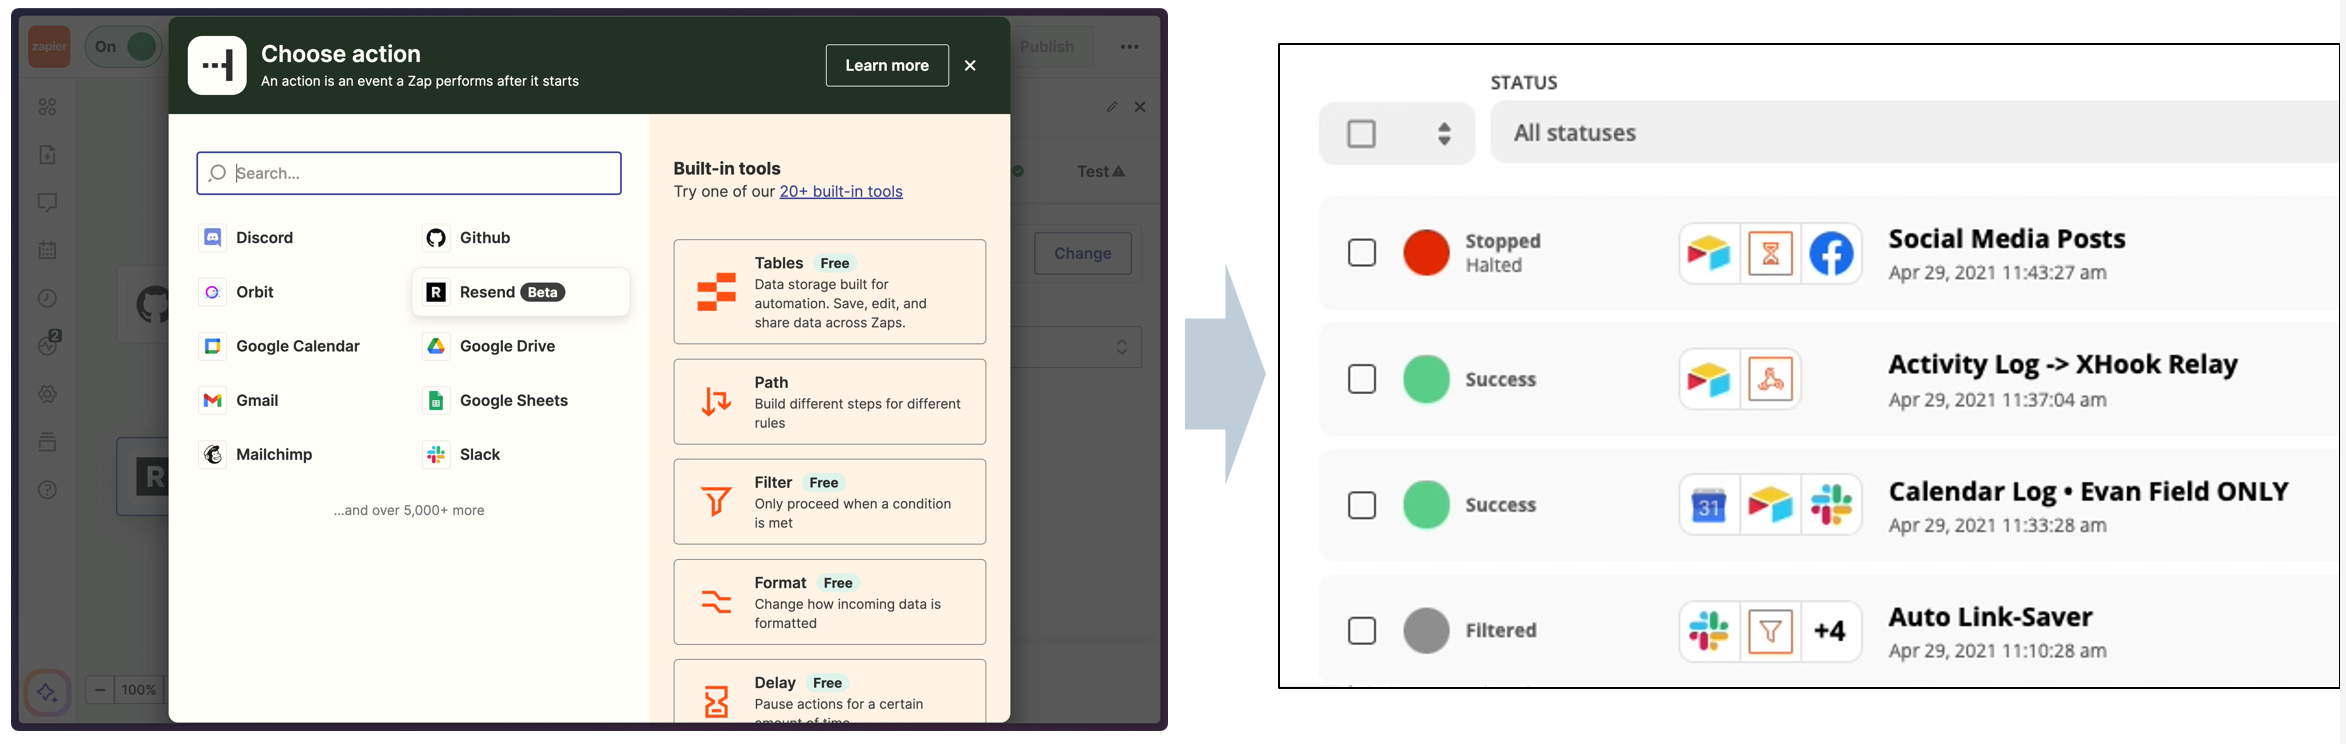 zapier
On
Choose action
An action is an event a Zap performs after it starts
Learn more
Publish
Search...
Discord
Github
Orbit
Resend Beta
Google Calendar
Google Drive
Gmail
Google Sheets
Mailchimp
Slack
...and over 5,000+ more
Built-in tools
Try one of our 20+ built-in tools
Tables Free
Data storage built for
automation. Save, edit, and
share data across Zaps.
Path
Build different steps for different
rules
Filter Free
Only proceed when a condition
is met
Format Free
Change how incoming data is
formatted
Delay Free
Pause actions for a certain
amount of time
Test
Change
2
R
100%
STATUS
All statuses
Stopped
Halted
Social Media Posts
Apr 29, 2021 11:43:27 am
Success
Activity Log -> XHook Relay
Apr 29, 2021 11:37:04 am
Success
31
Calendar Log • Evan Field ONLY
Apr 29, 2021 11:33:28 am
Filtered
+4
Auto Link-Saver
Apr 29, 2021 11:10:28 am